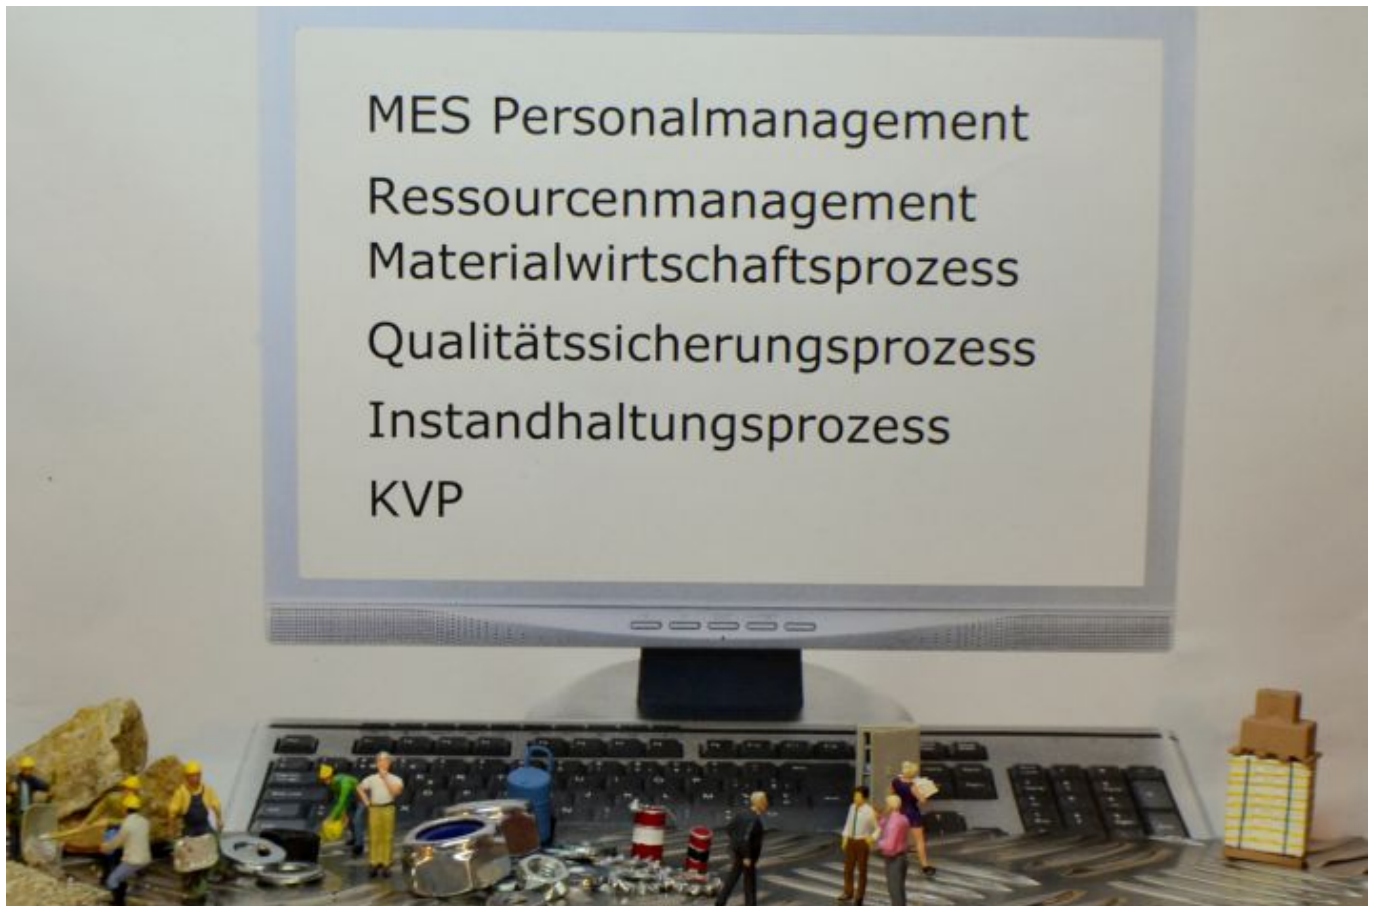 MES Personalmanagement
Ressourcenmanagement
Materialwirtschaftsprozess
Qualitätssicherungsprozess
Instandhaltungsprozess
KVP